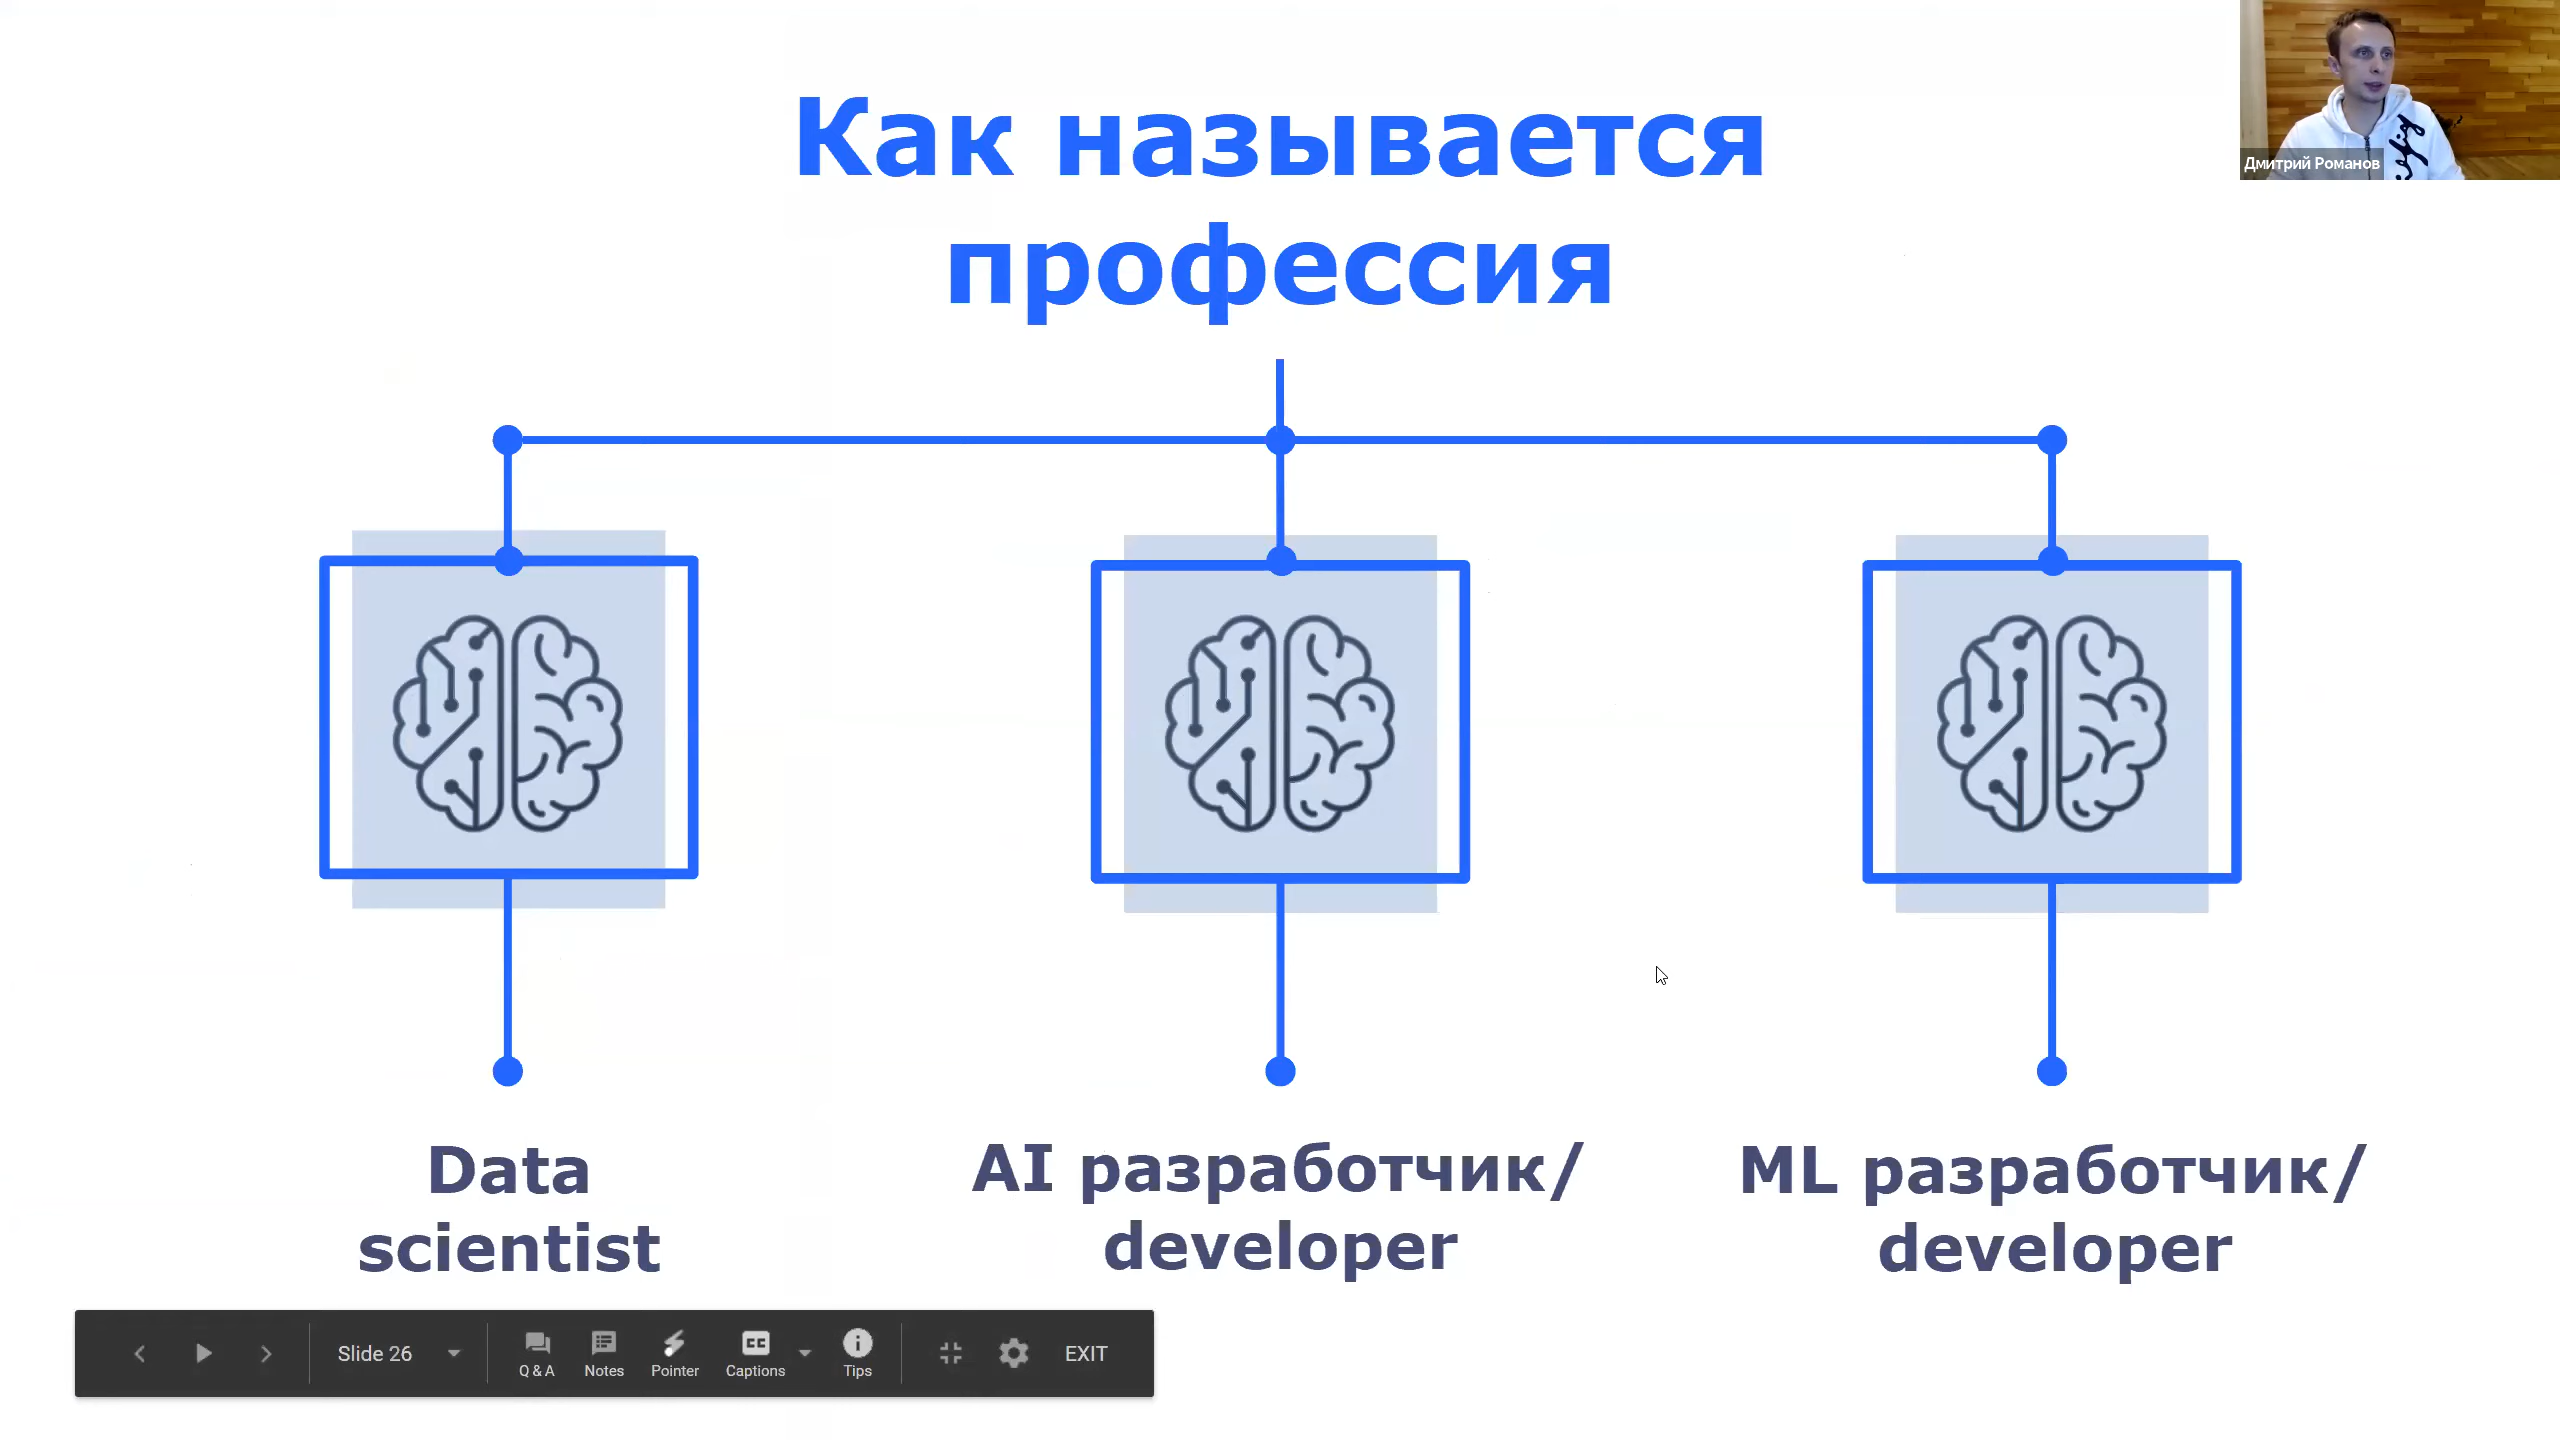 Как называется
профессия
Дмитрий Романов
Data
scientist
AI разработчик/
developer
ML разработчик/
developer
Slide 26
Q & A
Notes
Pointer
Captions
Tips
EXIT